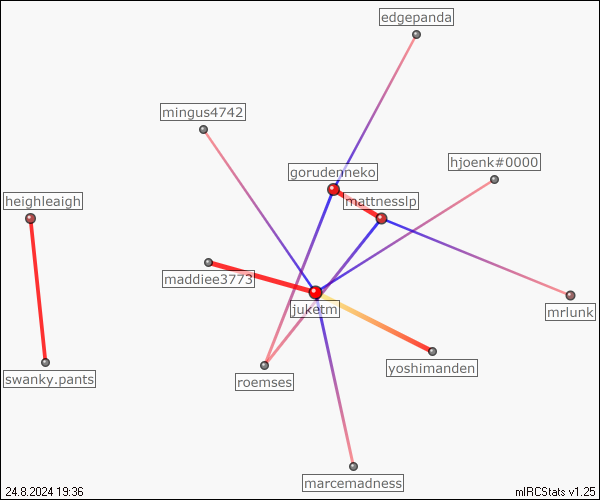 edgepanda
mingus4742
hjoenk#0000
gorudenneko
heighleaigh
mattnesslp
maddiee3773
juketm
mrlunk
yoshimanden
swanky.pants
roemses
marcemadness
24.8.2024 19:36
mIRCStats v1.25